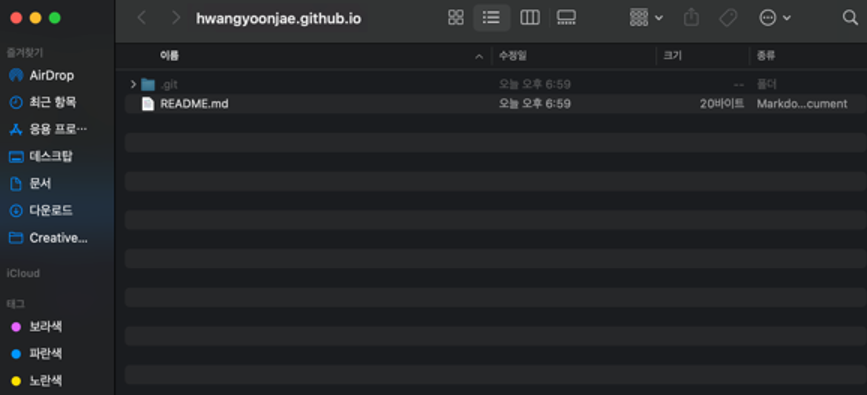 hwangyoonjae.github.io
즐겨찾기
AirDrop
최근 항목
응용 프로…
데스크탑
문서
다운로드
Creative...
iCloud
태그
보라색
파란색
노란색
이름 수정일 크기 종류
.git 오늘 오후 6:59 -- 폴더
README.md 오늘 오후 6:59 20바이트 Markdo...cument